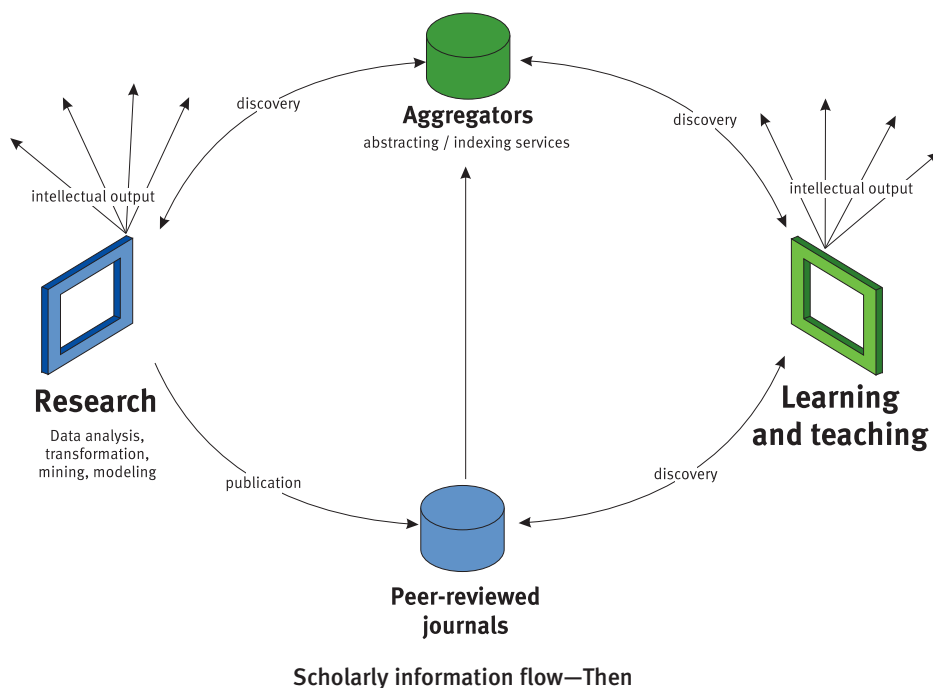 discovery
Aggregators
abstracting / indexing services
discovery
intellectual output
intellectual output
Research
Data analysis,
transformation,
mining, modeling
Learning
and teaching
publication
discovery
Peer-reviewed
journals
Scholarly information flow—Then